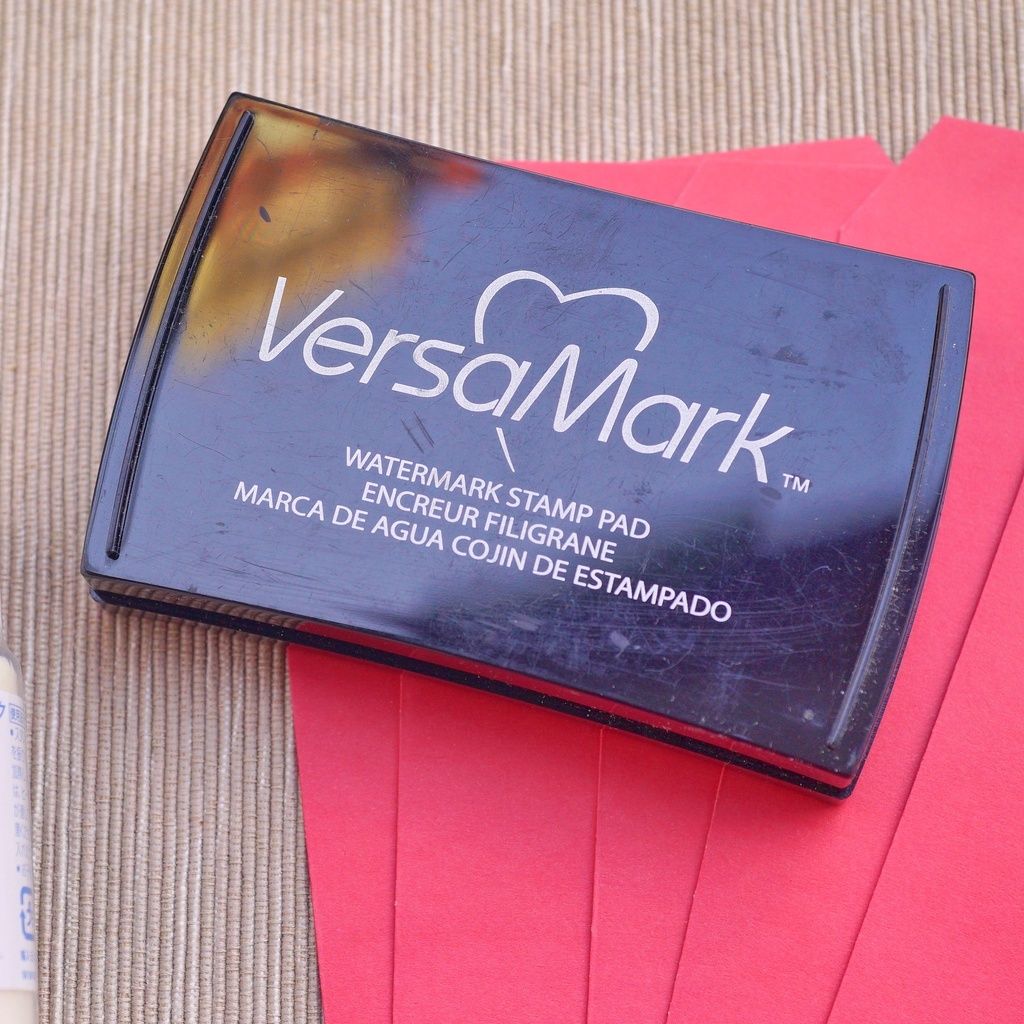 VersaMark™
WATERMARK STAMP PAD
ENCREUR FILIGRANE
MARCA DE AGUA COJIN DE ESTAMPADO